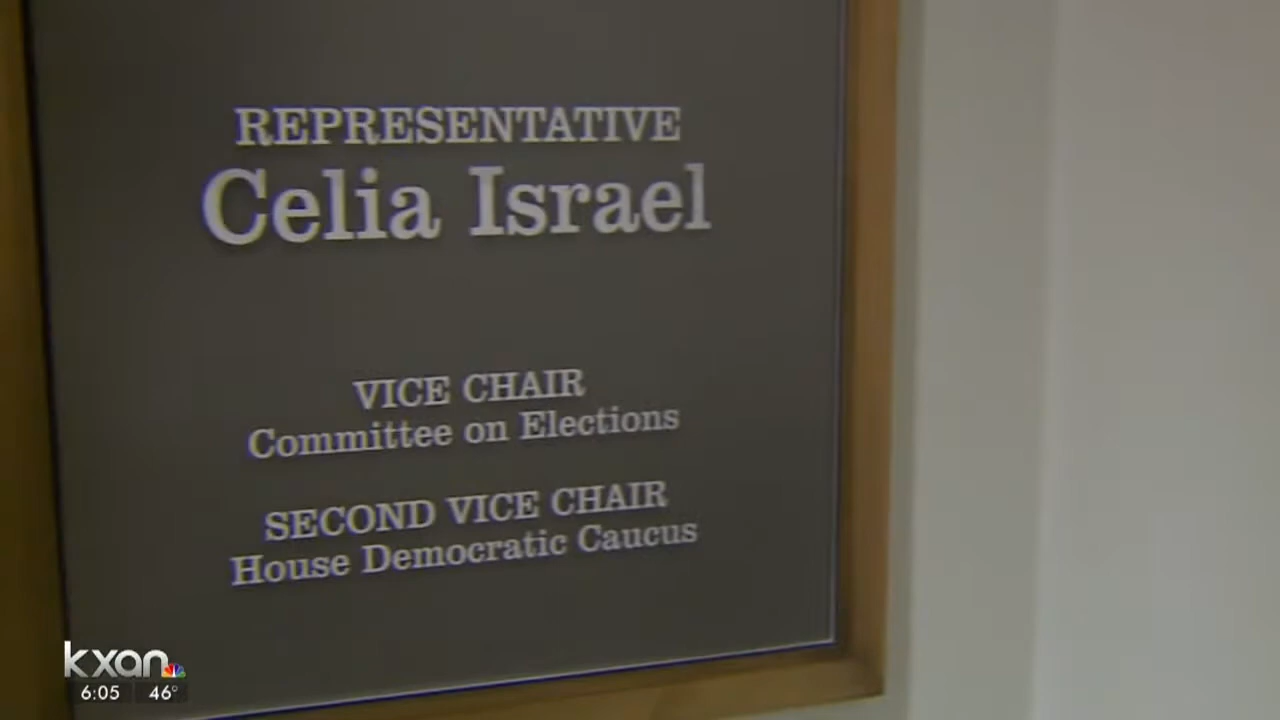 REPRESENTATIVE
Celia Israel
VICE CHAIR
Committee on Elections
SECOND VICE CHAIR
House Democratic Caucus
kxan
6:05 46°